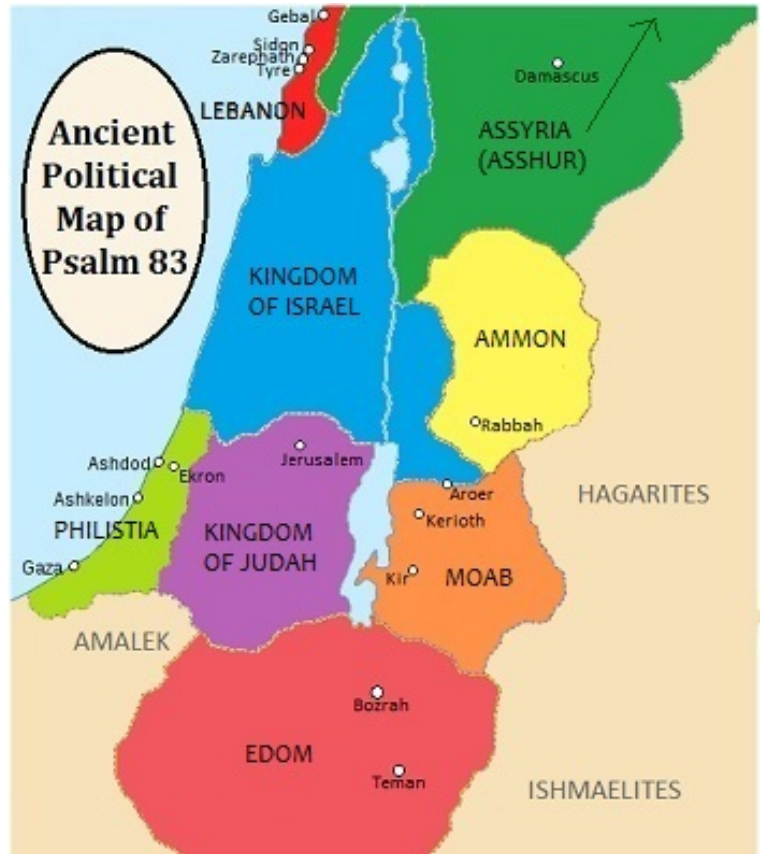 Gebal
Sidon
Zarephath
Tyre
LEBANON
Damascus
ASSYRIA
(ASSHUR)
Ancient
Political
Map of
Psalm 83
KINGDOM
OF ISRAEL
AMMON
Rabbah
Jerusalem
Ashdod
Ekron
Ashkelon
PHILISTIA
Gaza
KINGDOM
OF JUDAH
Aroer
Kerioth
Kir
MOAB
HAGARITES
AMALEK
Bozrah
EDOM
Teman
ISHMAELITES